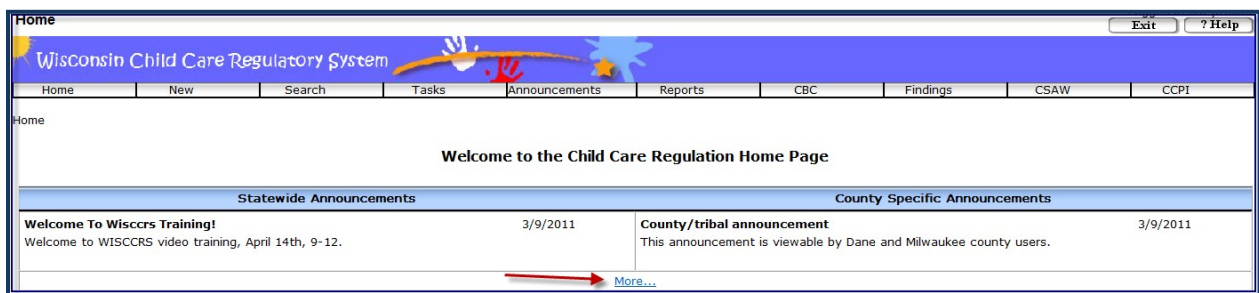 Home
Exit ? Help
Wisconsin Child Care Regulatory System
Home New Search Tasks Announcements Reports CBC Findings CSAW CCPI
Home
Welcome to the Child Care Regulation Home Page
Statewide Announcements County Specific Announcements
Welcome To Wisccrs Training! 3/9/2011 County/tribal announcement 3/9/2011
Welcome to WISCCRS video training, April 14th, 9-12. This announcement is viewable by Dane and Milwaukee county users.
More...